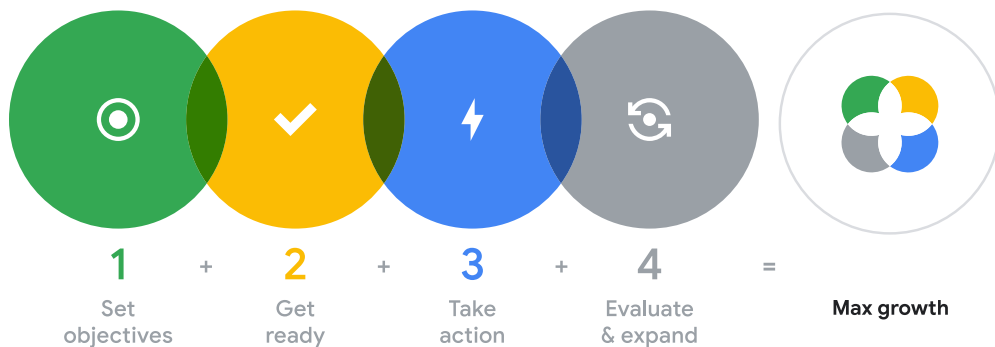 1 + 2 + 3 + 4 =
Set Get Take Evaluate Max growth
objectives ready action & expand